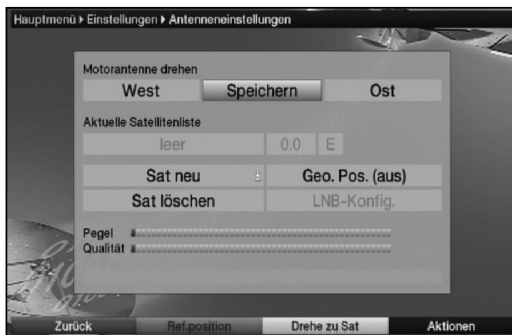 Hauptmenü Einstellungen Antenneneinstellungen
Motorantenne drehen
West Speichern Ost
Aktuelle Satellitenliste
leer 0.0 E
Sat neu Geo. Pos. (aus)
Sat löschen LNB-Konfig.
Pegel
Qualität
Zurück Ref.position Drehe zu Sat Aktionen